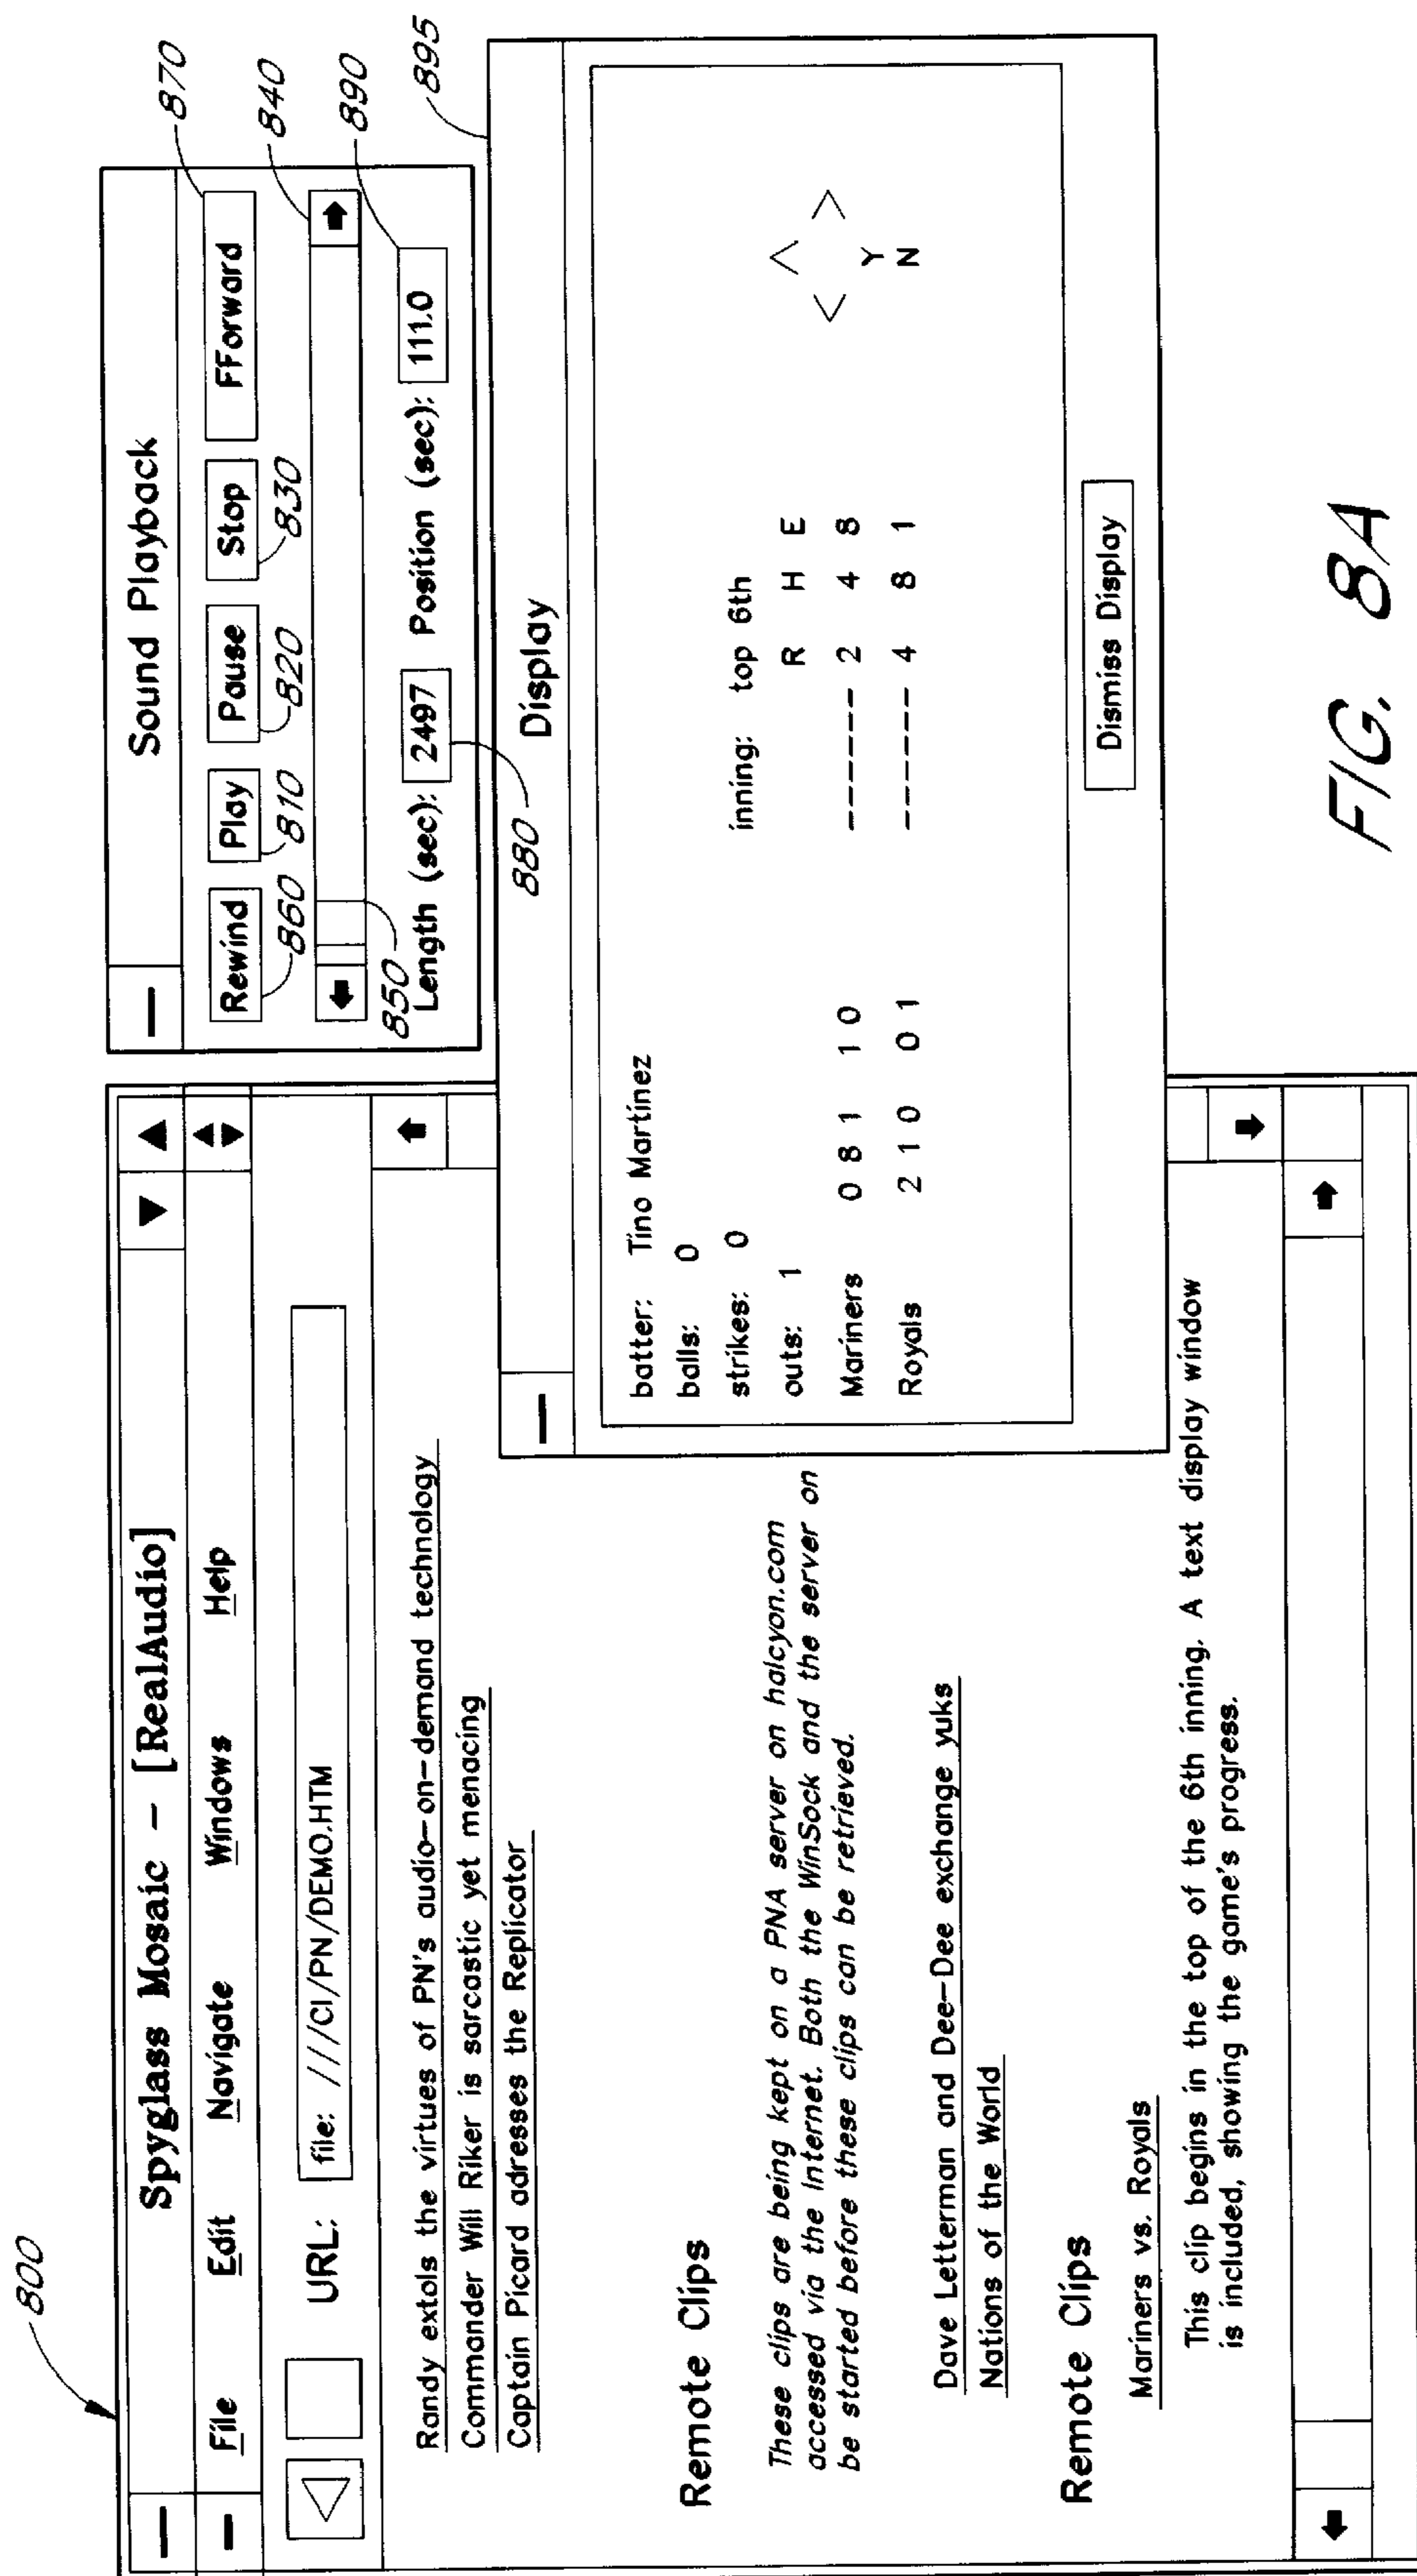 800
Spyglass Mosaic - [RealAudio]
File Edit Navigate Windows Help
URL: file: ///CI/PN/DEMO.HTM
Randy extols the virtues of PN's audio-on-demand technology
Commander Will Riker is sarcastic yet menacing
Captain Picard adresses the Replicator
Remote Clips
These clips are being kept on a PNA server on halcyon.com
accessed via the Internet. Both the WinSock and the server on
be started before these clips can be retrieved.
Dave Letterman and Dee-Dee exchange yuks
Nations of the World
Remote Clips
Mariners vs. Royals
This clip begins in the top of the 6th inning. A text display window
is included, showing the game's progress.
Sound Playback
870
Rewind Play Pause Stop FForward
860 810 820 830
840
850
Length (sec): 2497 Position (sec): 111.0
880
890
895
Display
batter: Tino Martinez
balls: 0
strikes: 0 inning: top 6th
outs: 1 R H E < ^ >
Mariners 0 8 1 1 0 ------ 2 4 8 Y
Royals 2 1 0 0 1 ------ 4 8 1 N
Dismiss Display
FIG. 8A